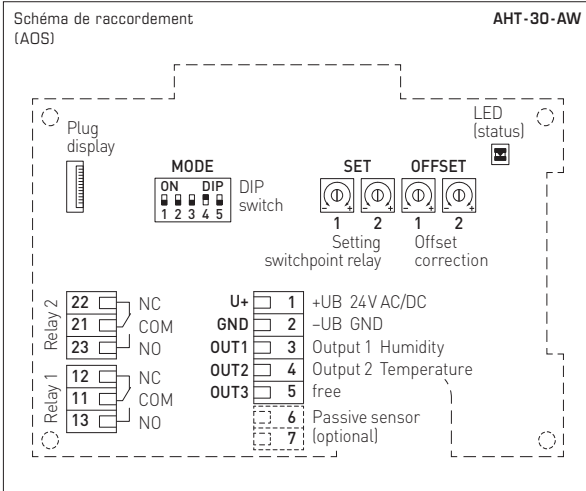 Schéma de raccordement
(AOS)
AHT-30-AW
Plug
display
LED
(status)
MODE
ON DIP
1 2 3 4 5
DIP
switch
SET OFFSET
1 2 1 2
Setting
switchpoint relay
Offset
correction
Relay 2
22 NC
21 COM
23 NO
Relay 1
12 NC
11 COM
13 NO
U+ 1 +UB 24V AC/DC
GND 2 –UB GND
OUT1 3 Output 1 Humidity
OUT2 4 Output 2 Temperature
OUT3 5 free
6 Passive sensor
7 (optional)